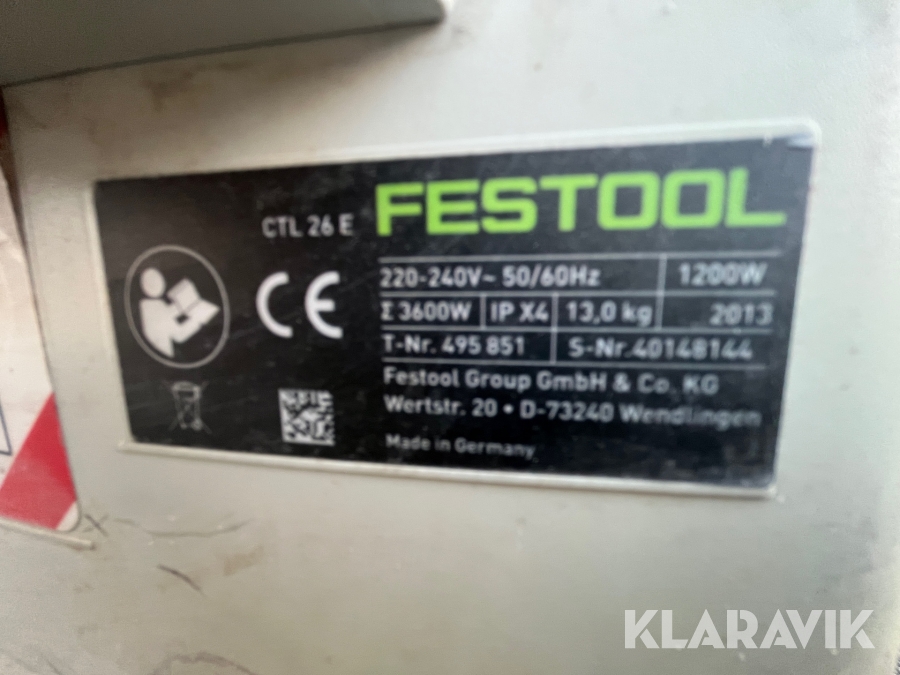 CTL 26 E FESTOOL
CE
220-240V~ 50/60Hz 1200W
Σ 3600W IP X4 13,0 kg 2013
T-Nr. 495 851 S-Nr. 40148144
Festool Group GmbH & Co. KG
Wertstr. 20 • D-73240 Wendlingen
Made in Germany
KLARAVIK